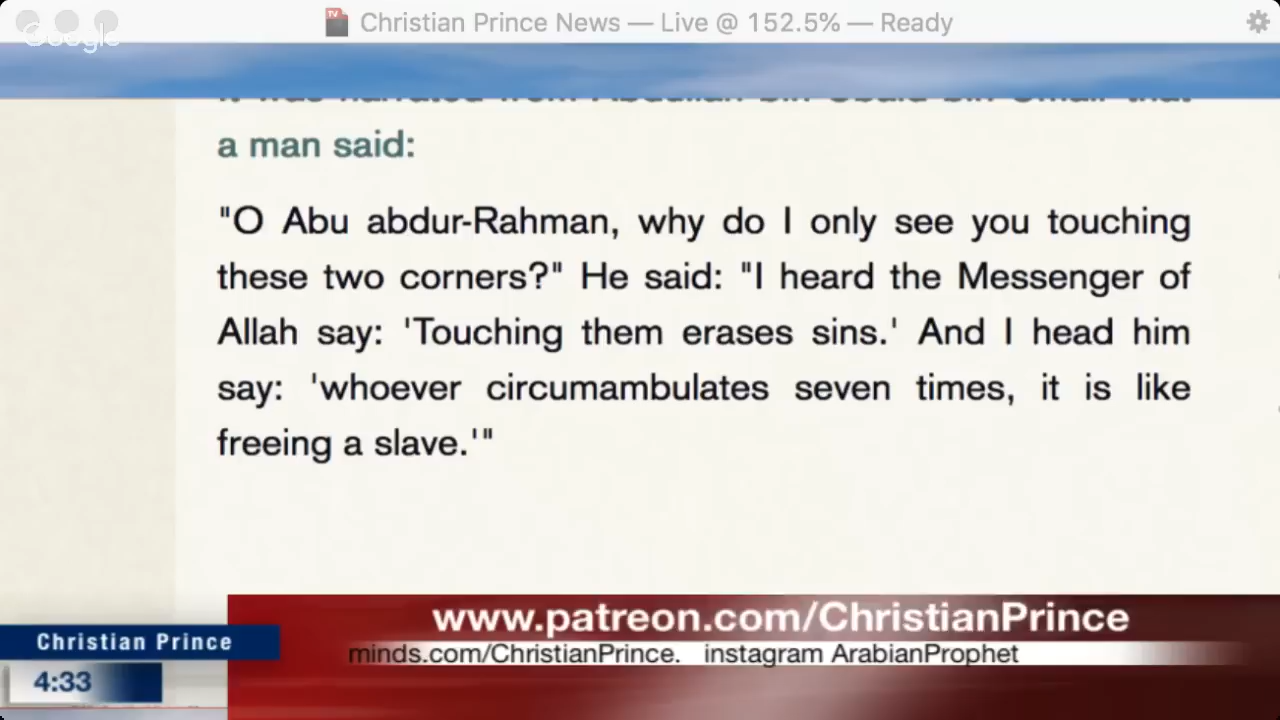 Christian Prince News — Live @ 152.5% — Ready
Google
a man said:
"O Abu abdur-Rahman, why do I only see you touching
these two corners?" He said: "I heard the Messenger of
Allah say: 'Touching them erases sins.' And I head him
say: 'whoever circumambulates seven times, it is like
freeing a slave.'"
www.patreon.com/ChristianPrince
Christian Prince
minds.com/ChristianPrince. instagram ArabianProphet
4:33